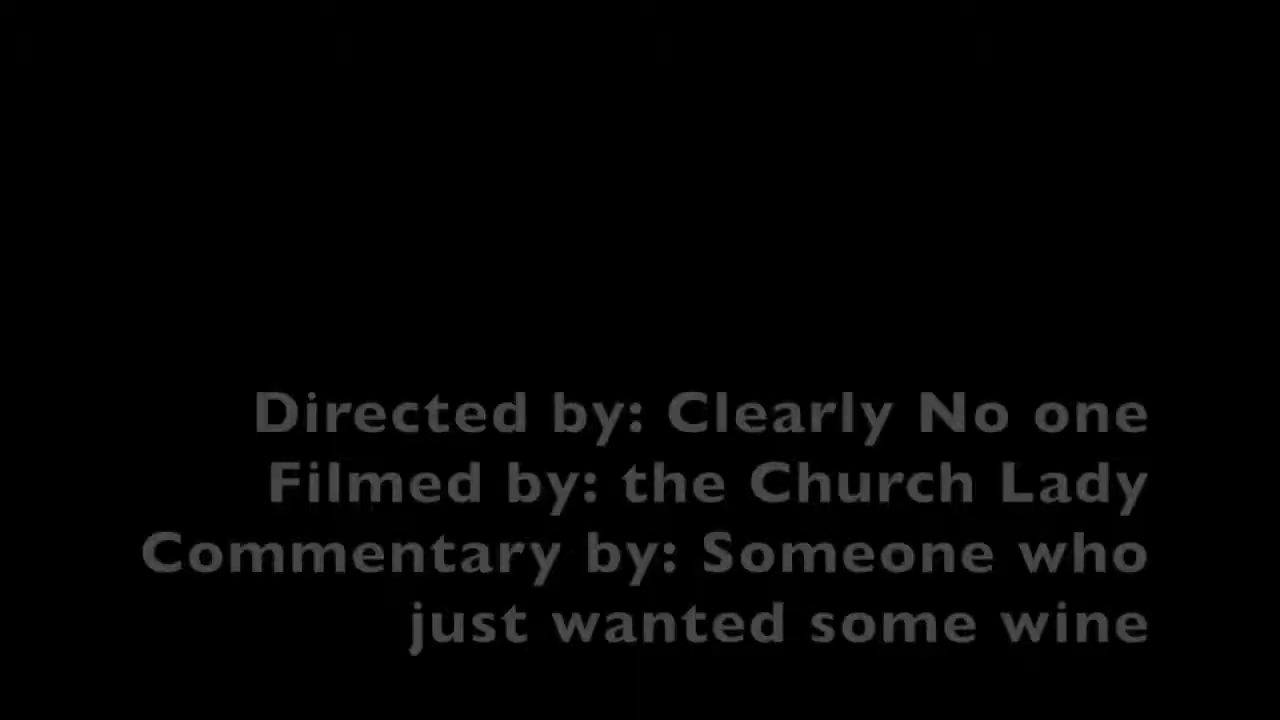 Directed by: Clearly No one
Filmed by: the Church Lady
Commentary by: Someone who
just wanted some wine